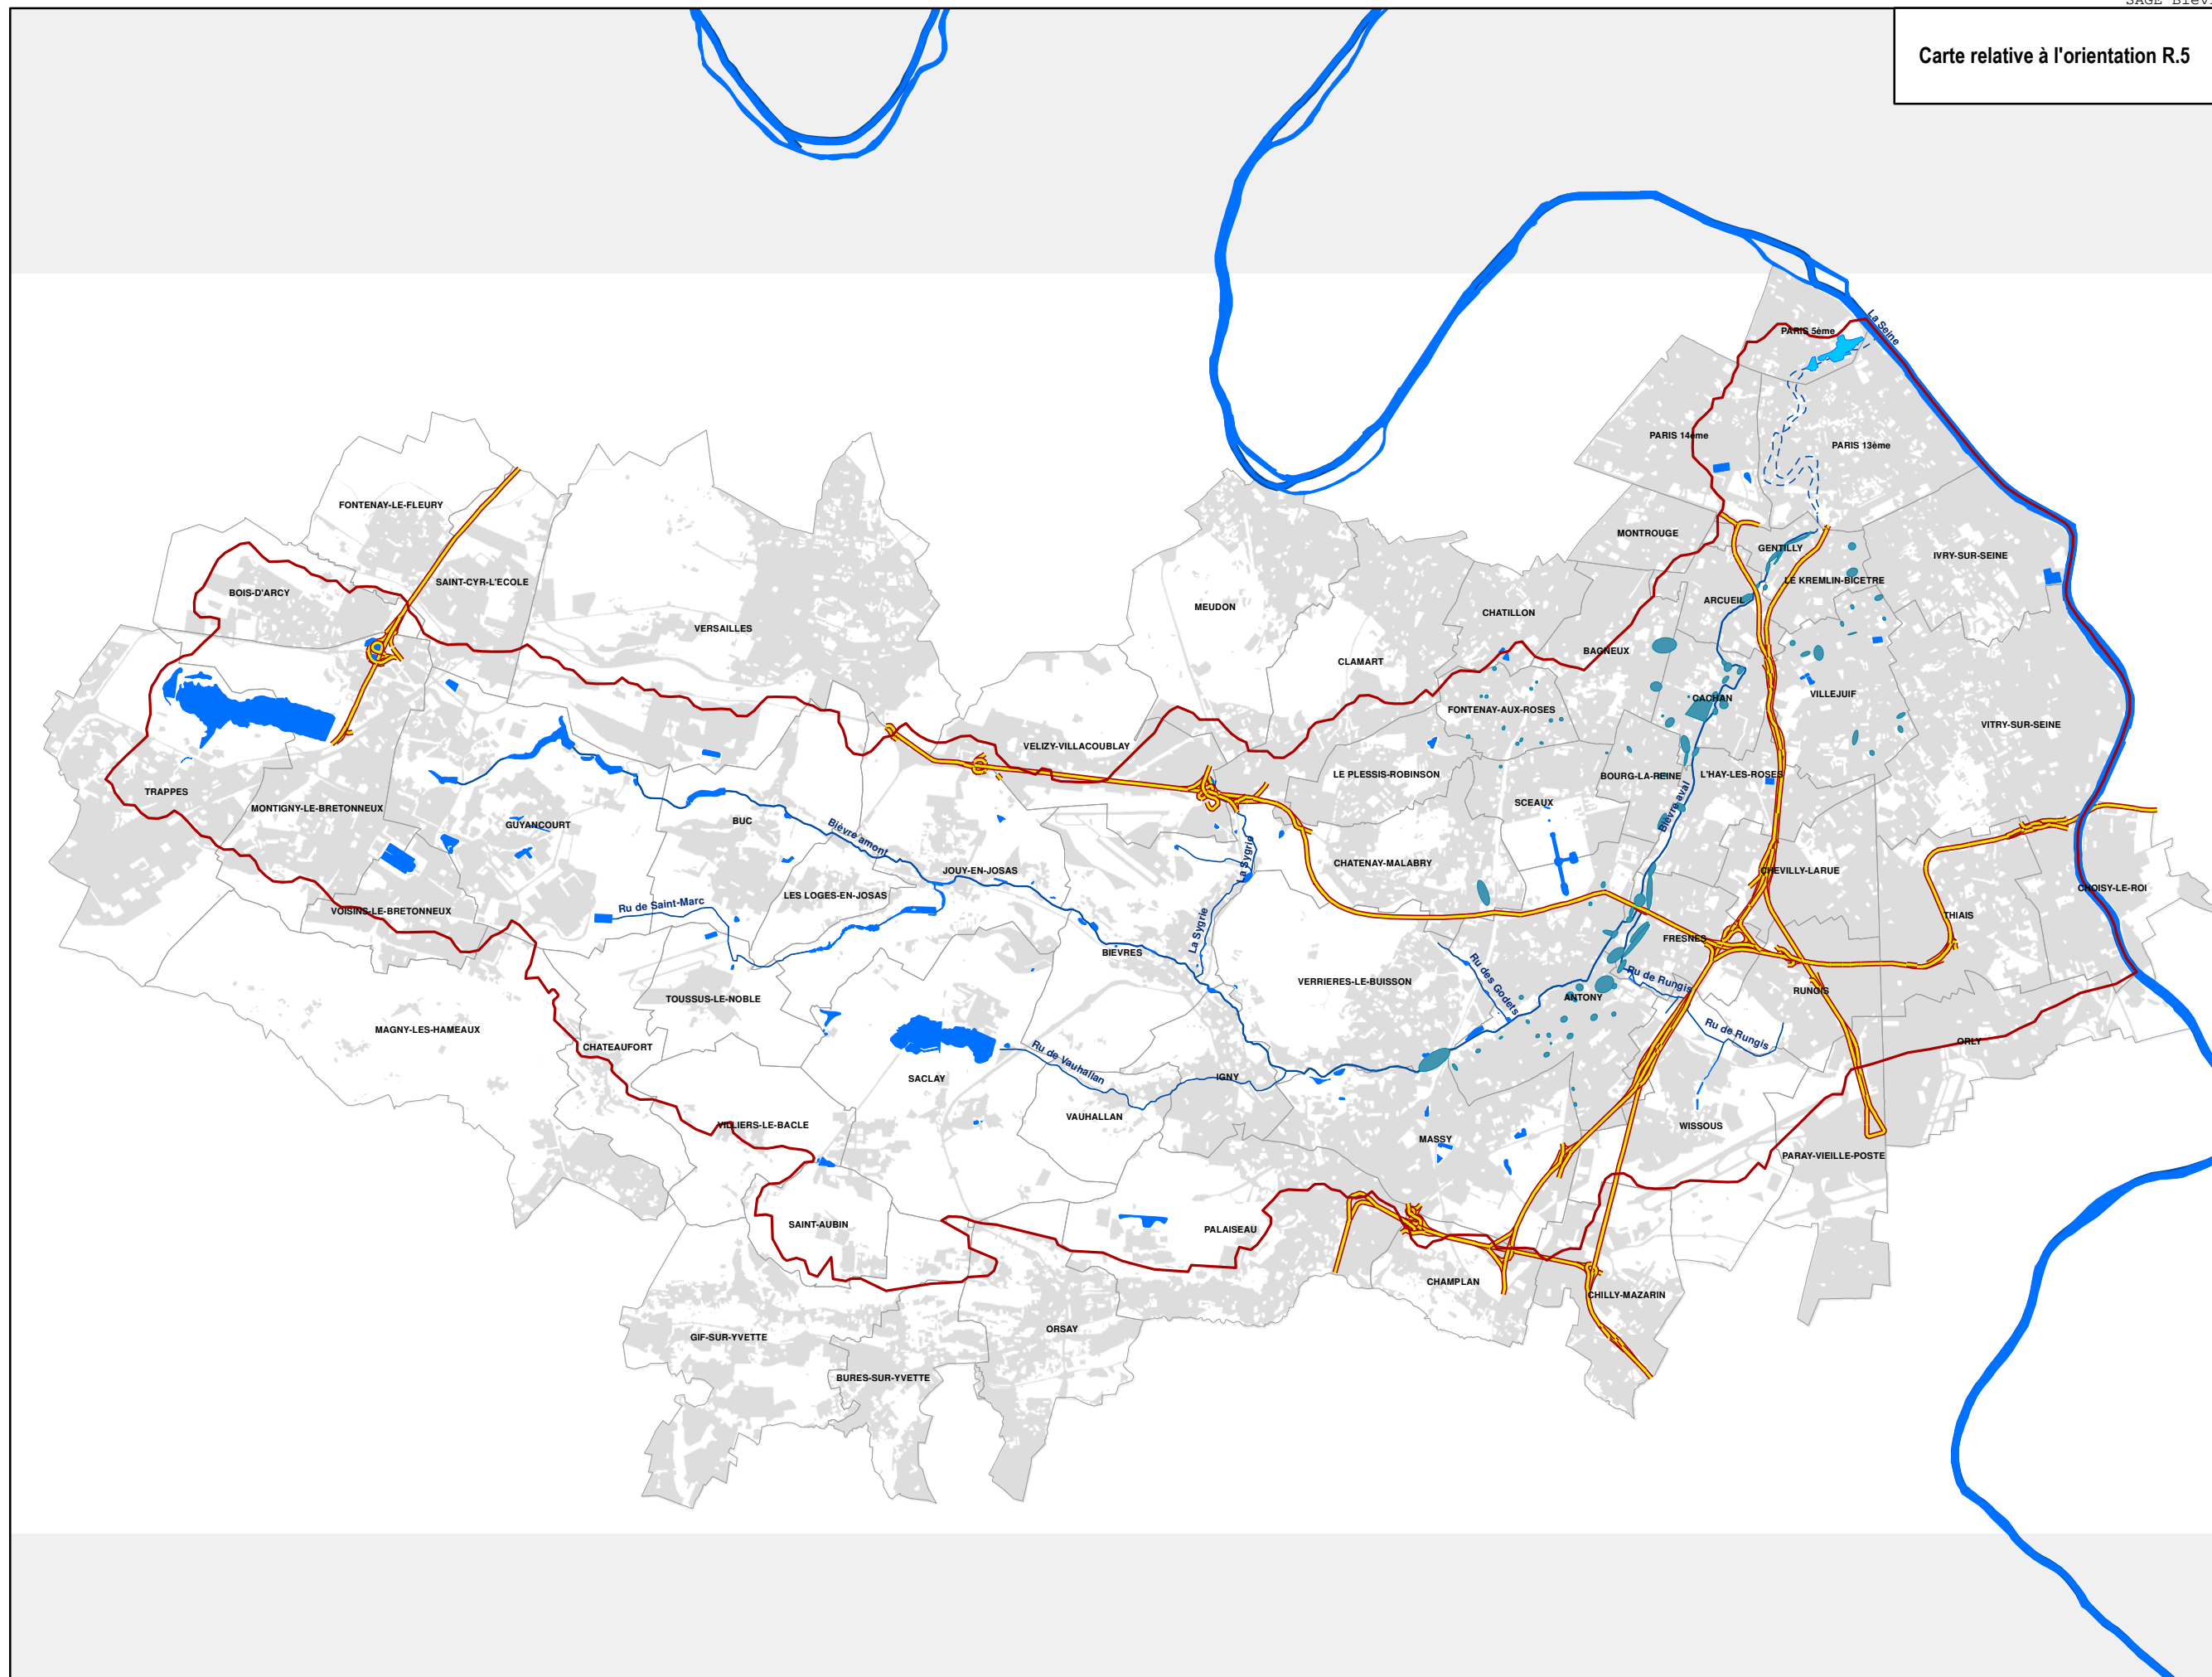 Carte relative à l'orientation R.5
La Seine
PARIS 5ème
PARIS 14ème
PARIS 13ème
FONTENAY-LE-FLEURY
MONTROUGE
GENTILLY
IVRY-SUR-SEINE
SAINT-CYR-L'ECOLE
LE KREMLIN-BICETRE
BOIS-D'ARCY
ARCUEIL
MEUDON
CHATILLON
VERSAILLES
BAGNEUX
CLAMART
VILLEJUIF
CACHAN
FONTENAY-AUX-ROSES
VITRY-SUR-SEINE
VELIZY-VILLACOUBLAY
LE PLESSIS-ROBINSON
BOURG-LA-REINE
L'HAY-LES-ROSES
TRAPPES
MONTIGNY-LE-BRETONNEUX
SCEAUX
Bièvre aval
GUYANCOURT
BUC
Bièvre amont
La Sygrie
CHATENAY-MALABRY
JOUY-EN-JOSAS
CHEVILLY-LARUE
CHOISY-LE-ROI
LES LOGES-EN-JOSAS
Ru de Saint-Marc
VOISINS-LE-BRETONNEUX
THIAIS
La Sygrie
FRESNES
BIEVRES
VERRIERES-LE-BUISSON
Ru des Godets
Ru de Rungis
RUNGIS
TOUSSUS-LE-NOBLE
ANTONY
MAGNY-LES-HAMEAUX
Ru de Rungis
CHATEAUFORT
ORLY
Ru de Vauhallan
SACLAY
IGNY
VAUHALLAN
VILLIERS-LE-BACLE
WISSOUS
MASSY
PARAY-VIEILLE-POSTE
SAINT-AUBIN
PALAISEAU
CHAMPLAN
CHILLY-MAZARIN
ORSAY
GIF-SUR-YVETTE
BURES-SUR-YVETTE